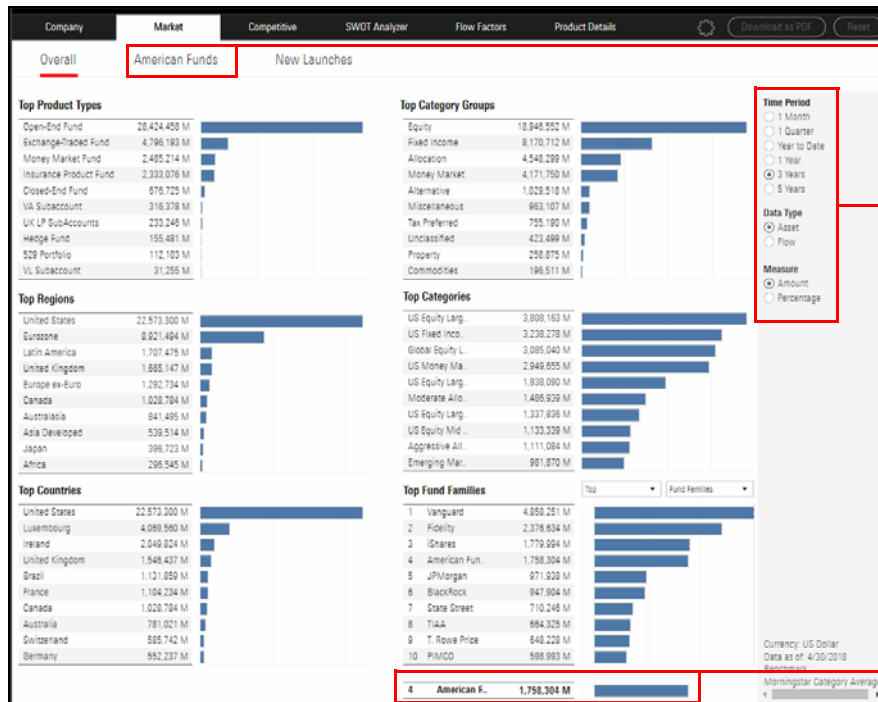 Company Market Competitive SWOT Analyzer Flow Factors Product Details Download as PDF Reset
Overall American Funds New Launches
Top Product Types
Open-End Fund 28,424,458 M
Exchange-Traded Fund 4,796,193 M
Money Market Fund 2,485,214 M
Insurance Product Fund 2,333,076 M
Closed-End Fund 676,725 M
VA Subaccount 316,378 M
UK LP SubAccounts 233,246 M
Hedge Fund 155,481 M
529 Portfolio 112,103 M
VL Subaccount 31,255 M
Top Regions
United States 22,573,300 M
Eurozone 8,921,494 M
Latin America 1,707,475 M
United Kingdom 1,665,147 M
Europe ex-Euro 1,292,734 M
Canada 1,028,784 M
Australasia 841,495 M
Asia Developed 539,514 M
Japan 396,723 M
Africa 296,545 M
Top Countries
United States 22,573,300 M
Luxembourg 4,069,560 M
Ireland 2,049,824 M
United Kingdom 1,546,437 M
Brazil 1,131,859 M
France 1,104,234 M
Canada 1,028,784 M
Australia 781,021 M
Switzerland 585,742 M
Germany 552,237 M
Top Category Groups
Equity 18,946,552 M
Fixed Income 8,170,712 M
Allocation 4,548,299 M
Money Market 4,171,750 M
Alternative 1,029,518 M
Miscellaneous 963,107 M
Tax Preferred 755,190 M
Unclassified 423,499 M
Property 258,875 M
Commodities 196,511 M
Top Categories
US Equity Larg.. 3,808,163 M
US Fixed Inco.. 3,238,278 M
Global Equity L.. 3,085,040 M
US Money Ma.. 2,949,655 M
US Equity Larg.. 1,938,090 M
Moderate Allo.. 1,486,939 M
US Equity Larg.. 1,337,836 M
US Equity Mid .. 1,133,339 M
Aggressive All.. 1,111,084 M
Emerging Mar.. 981,870 M
Top Fund Families Top Fund Families
1 Vanguard 4,859,251 M
2 Fidelity 2,376,634 M
3 iShares 1,779,994 M
4 American Fun.. 1,758,304 M
5 JPMorgan 971,938 M
6 BlackRock 947,904 M
7 State Street 710,246 M
8 TIAA 664,325 M
9 T. Rowe Price 648,228 M
10 PIMCO 598,993 M
4 American F.. 1,758,304 M
Time Period
1 Month
1 Quarter
Year to Date
1 Year
3 Years
5 Years
Data Type
Asset
Flow
Measure
Amount
Percentage
Currency: US Dollar
Data as of: 4/30/2018
Benchmark:
Morningstar Category Average